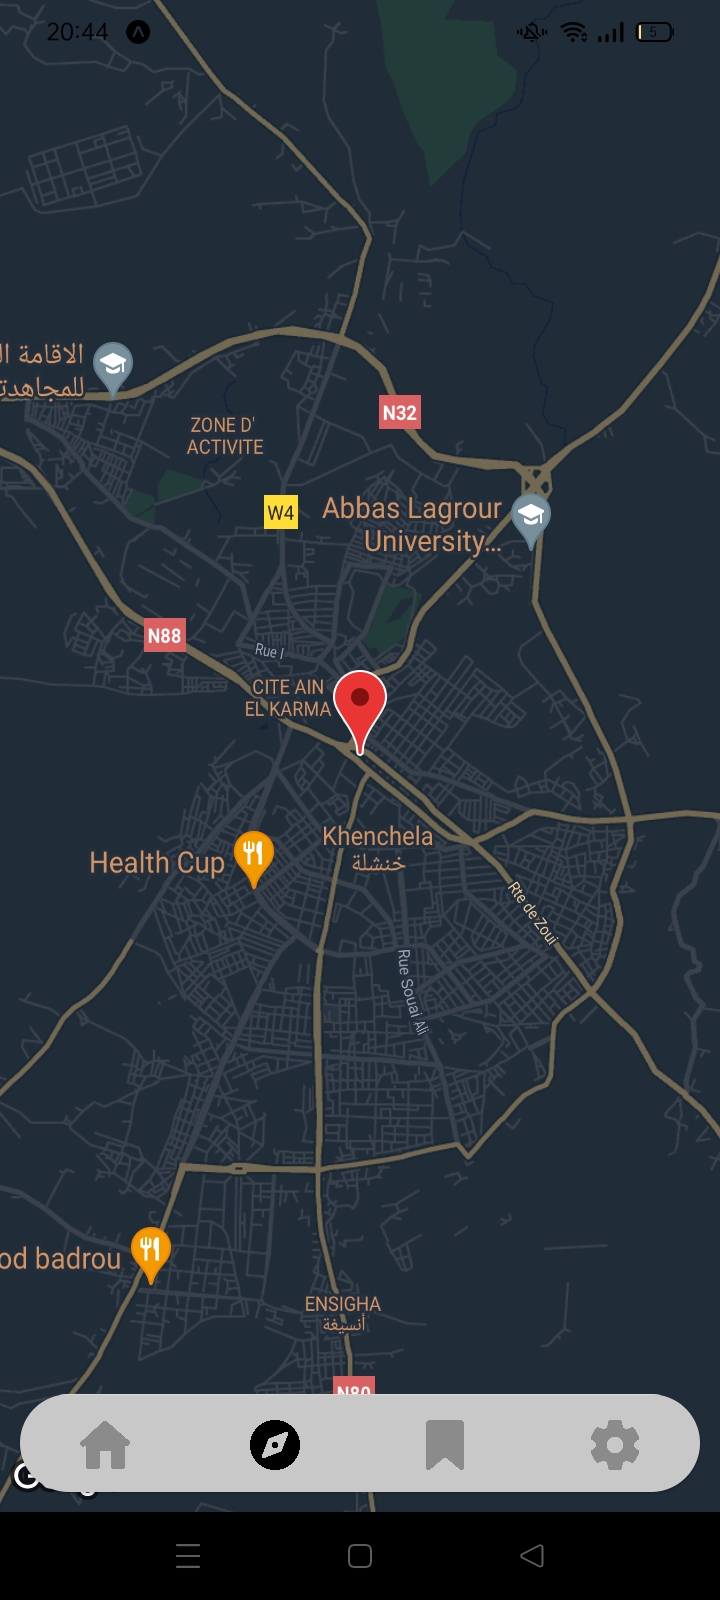 20:44
5
الاقامة ال
للمجاهدة
ZONE D'
ACTIVITE
N32
W4
Abbas Lagrour
University...
N88
Rue I
CITE AIN
EL KARMA
Khenchela
خنشلة
Health Cup
Rte de Zoui
Rue Souai Ali
od badrou
ENSIGHA
أنسيغة
N80